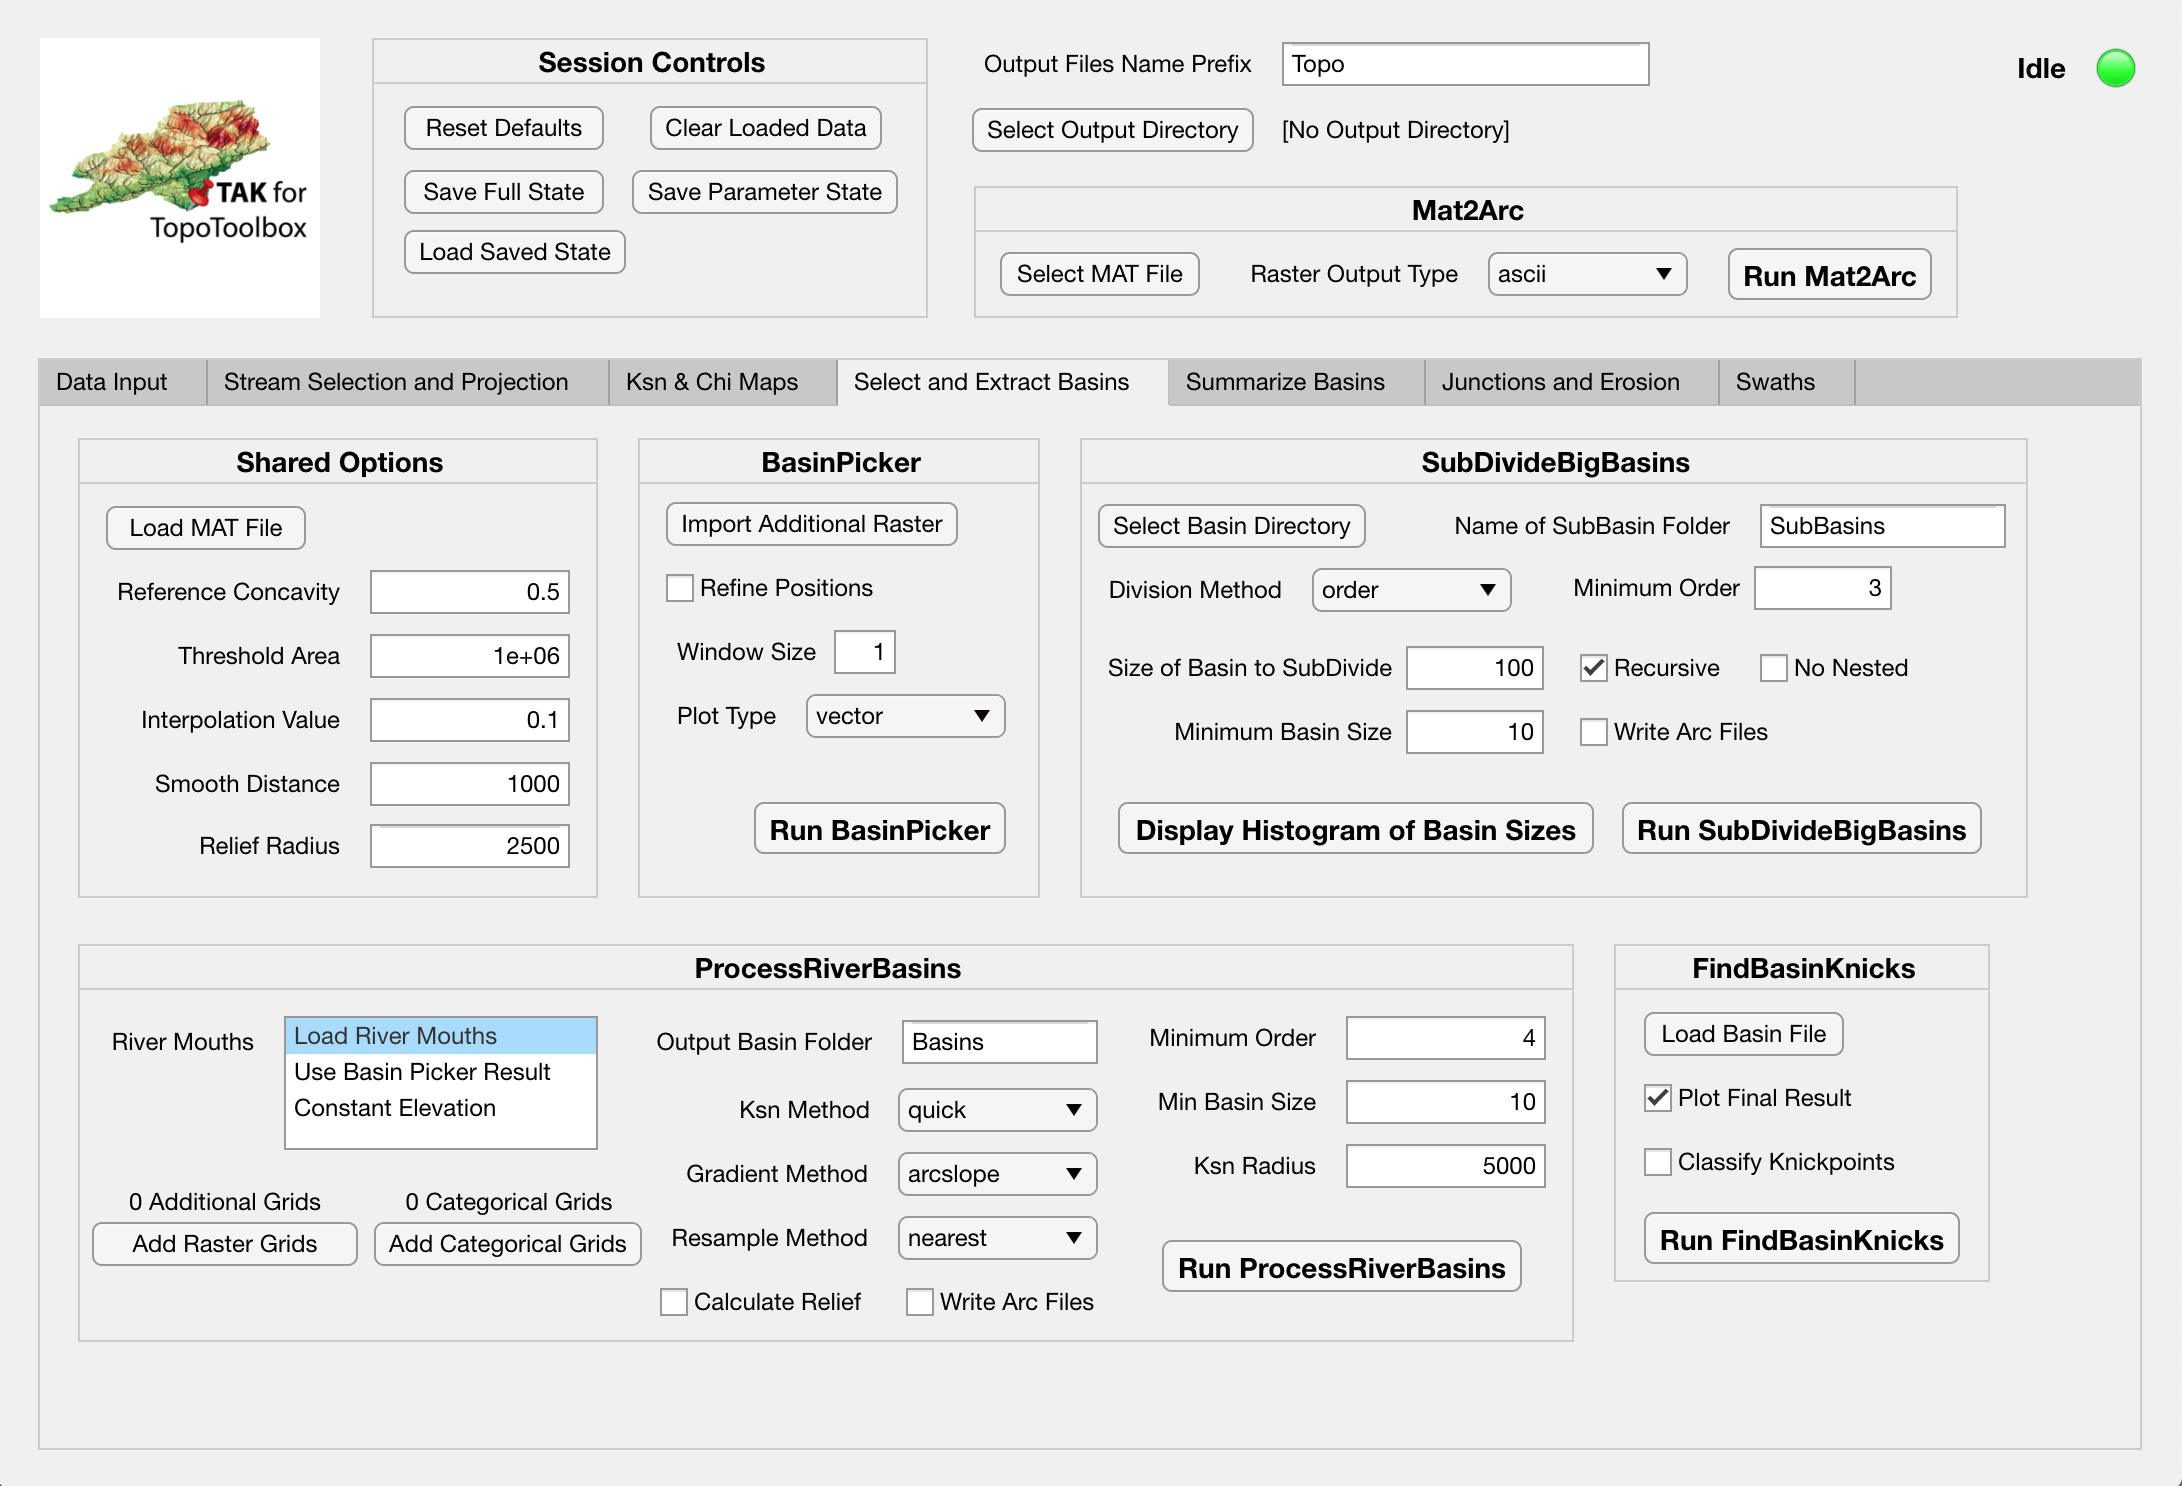 TAK for
TopoToolbox
Session Controls
Reset Defaults
Clear Loaded Data
Save Full State
Save Parameter State
Load Saved State
Output Files Name Prefix
Topo
Idle
Select Output Directory
[No Output Directory]
Mat2Arc
Select MAT File
Raster Output Type
ascii
Run Mat2Arc
Data Input
Stream Selection and Projection
Ksn & Chi Maps
Select and Extract Basins
Summarize Basins
Junctions and Erosion
Swaths
Shared Options
Load MAT File
Reference Concavity
0.5
Threshold Area
1e+06
Interpolation Value
0.1
Smooth Distance
1000
Relief Radius
2500
BasinPicker
Import Additional Raster
Refine Positions
Window Size
1
Plot Type
vector
Run BasinPicker
SubDivideBigBasins
Select Basin Directory
Name of SubBasin Folder
SubBasins
Division Method
order
Minimum Order
3
Size of Basin to SubDivide
100
Recursive
No Nested
Minimum Basin Size
10
Write Arc Files
Display Histogram of Basin Sizes
Run SubDivideBigBasins
ProcessRiverBasins
River Mouths
Load River Mouths
Use Basin Picker Result
Constant Elevation
0 Additional Grids
0 Categorical Grids
Add Raster Grids
Add Categorical Grids
Output Basin Folder
Basins
Ksn Method
quick
Gradient Method
arcslope
Resample Method
nearest
Calculate Relief
Write Arc Files
Minimum Order
4
Min Basin Size
10
Ksn Radius
5000
Run ProcessRiverBasins
FindBasinKnicks
Load Basin File
Plot Final Result
Classify Knickpoints
Run FindBasinKnicks